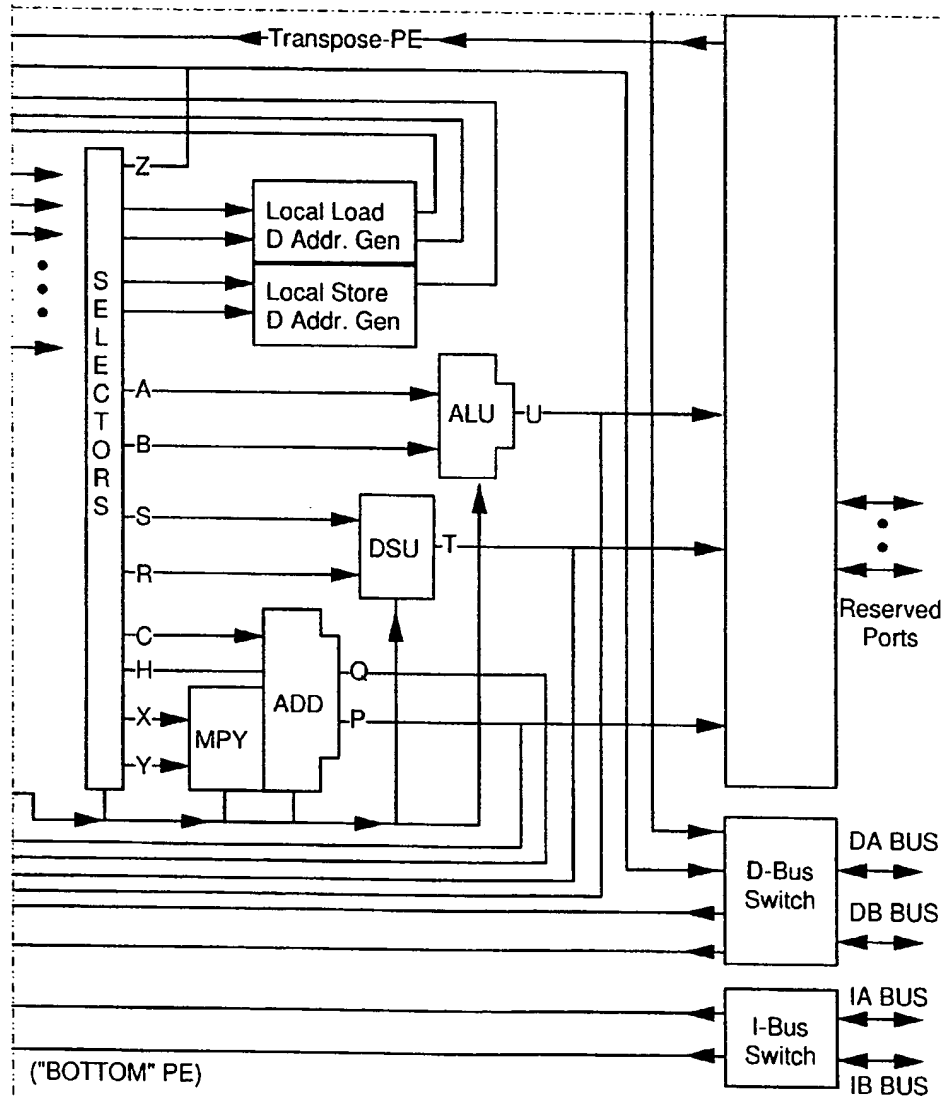 Transpose-PE
Z
Local Load
D Addr. Gen
Local Store
D Addr. Gen
SELECTORS
A
B
ALU
U
S
R
DSU
T
C
H
X
Y
MPY
ADD
Q
P
Reserved
Ports
D-Bus
Switch
DA BUS
DB BUS
I-Bus
Switch
IA BUS
IB BUS
("BOTTOM" PE)